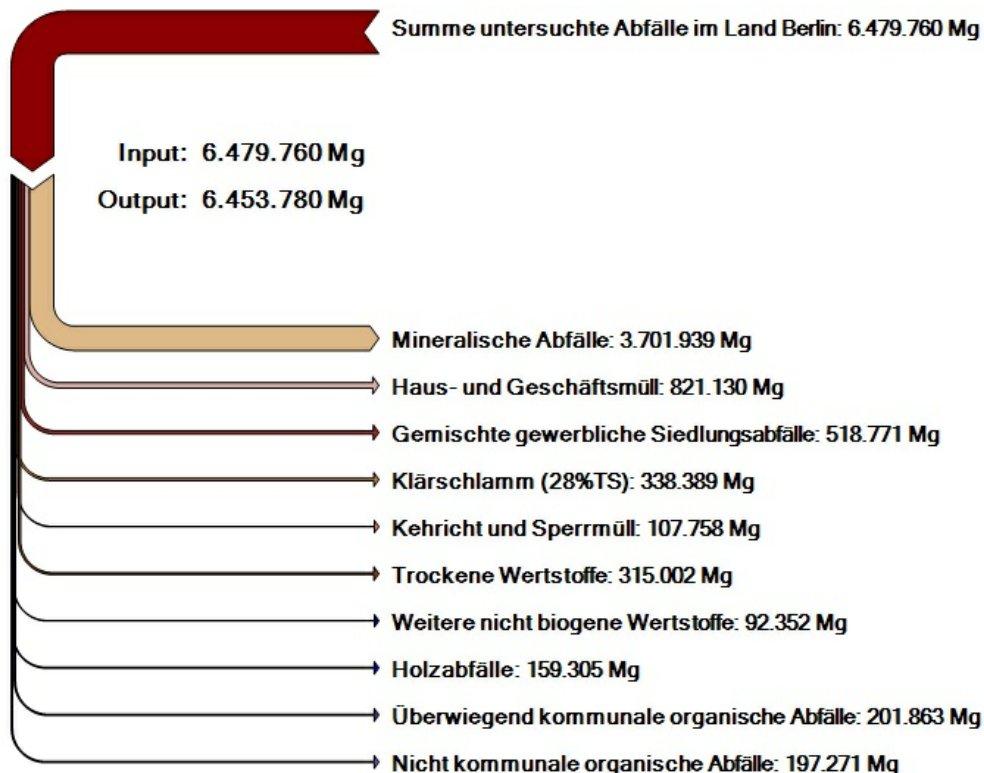 Summe untersuchte Abfälle im Land Berlin: 6.479.760 Mg
Input: 6.479.760 Mg
Output: 6.453.780 Mg
Mineralische Abfälle: 3.701.939 Mg
Haus- und Geschäftsmüll: 821.130 Mg
Gemischte gewerbliche Siedlungsabfälle: 518.771 Mg
Klärschlamm (28%TS): 338.389 Mg
Kehricht und Sperrmüll: 107.758 Mg
Trockene Wertstoffe: 315.002 Mg
Weitere nicht biogene Wertstoffe: 92.352 Mg
Holzabfälle: 159.305 Mg
Überwiegend kommunale organische Abfälle: 201.863 Mg
Nicht kommunale organische Abfälle: 197.271 Mg